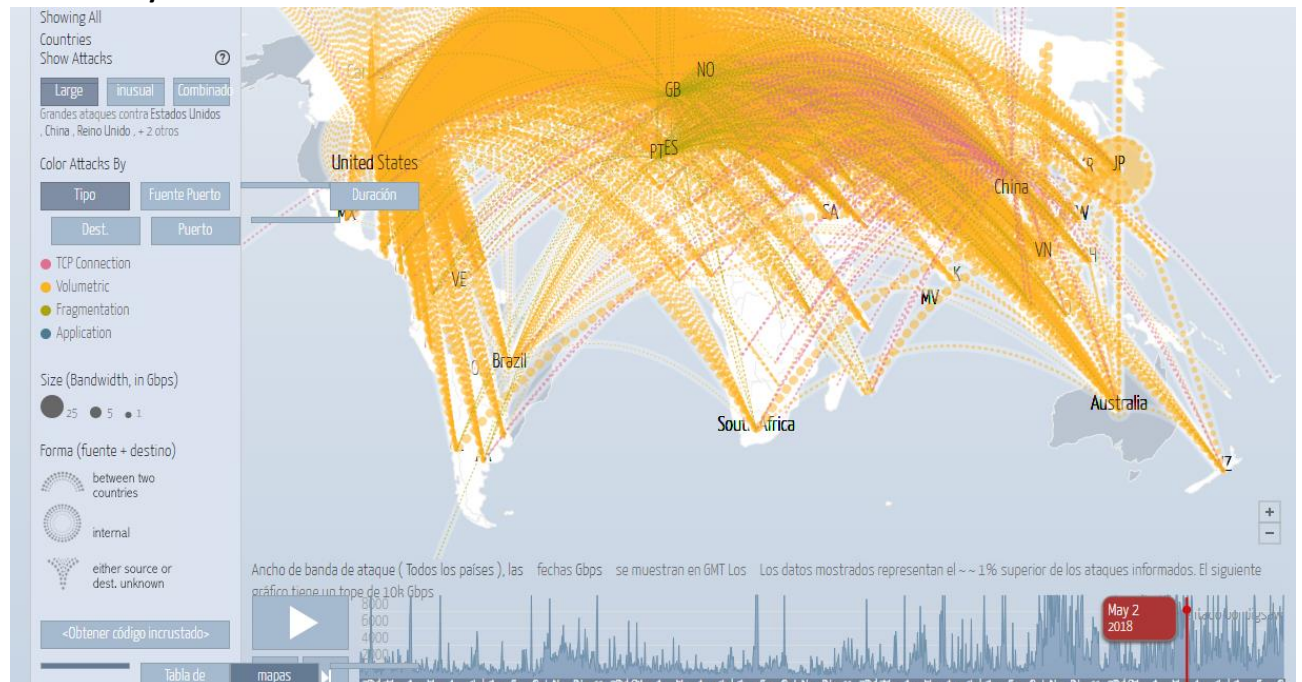 Showing All
Countries
Show Attacks ?
Large inusual Combinado
Grandes ataques contra Estados Unidos
, China , Reino Unido , + 2 otros
Color Attacks By
Tipo Fuente Puerto Duración
Dest. Puerto
TCP Connection
Volumetric
Fragmentation
Application
Size (Bandwidth, in Gbps)
25 5 1
Forma (fuente + destino)
between two
countries
internal
either source or
dest. unknown
<Obtener código incrustado>
Tabla de mapas
NO
GB
PT ES
United States
JP
China
SA
VN
VE
MV
Brazil
Australia
South Africa
+
−
Ancho de banda de ataque ( Todos los países ), las fechas Gbps se muestran en GMT Los Los datos mostrados representan el ~~1% superior de los ataques informados. El siguiente
gráfico tiene un tope de 10k Gbps
8000
6000
4000
2000
May 2
2018